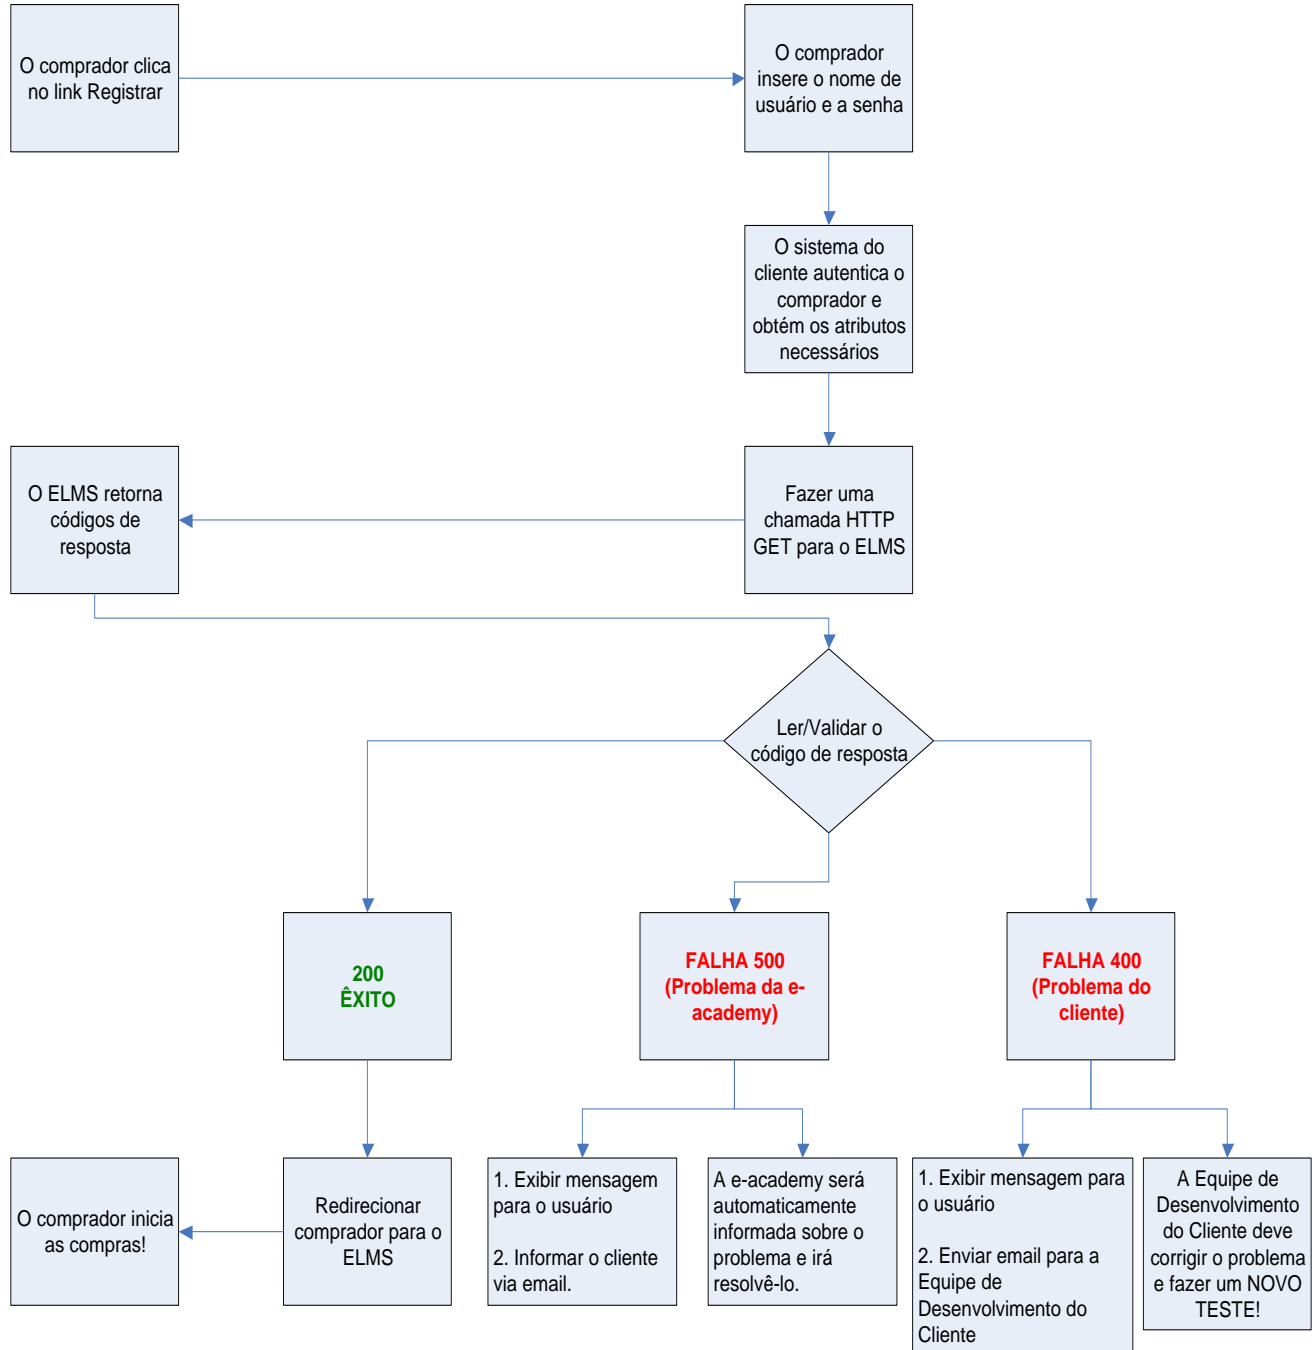 O comprador clica
no link Registrar
O comprador
insere o nome de
usuário e a senha
O sistema do
cliente autentica o
comprador e
obtém os atributos
necessários
O ELMS retorna
códigos de
resposta
Fazer uma
chamada HTTP
GET para o ELMS
Ler/Validar o
código de resposta
200
ÊXITO
FALHA 500
(Problema da e-
academy)
FALHA 400
(Problema do
cliente)
O comprador inicia
as compras!
Redirecionar
comprador para o
ELMS
1. Exibir mensagem
para o usuário
2. Informar o cliente
via email.
A e-academy será
automaticamente
informada sobre o
problema e irá
resolvê-lo.
1. Exibir mensagem para
o usuário
2. Enviar email para a
Equipe de
Desenvolvimento do
Cliente
A Equipe de
Desenvolvimento
do Cliente deve
corrigir o problema
e fazer um NOVO
TESTE!